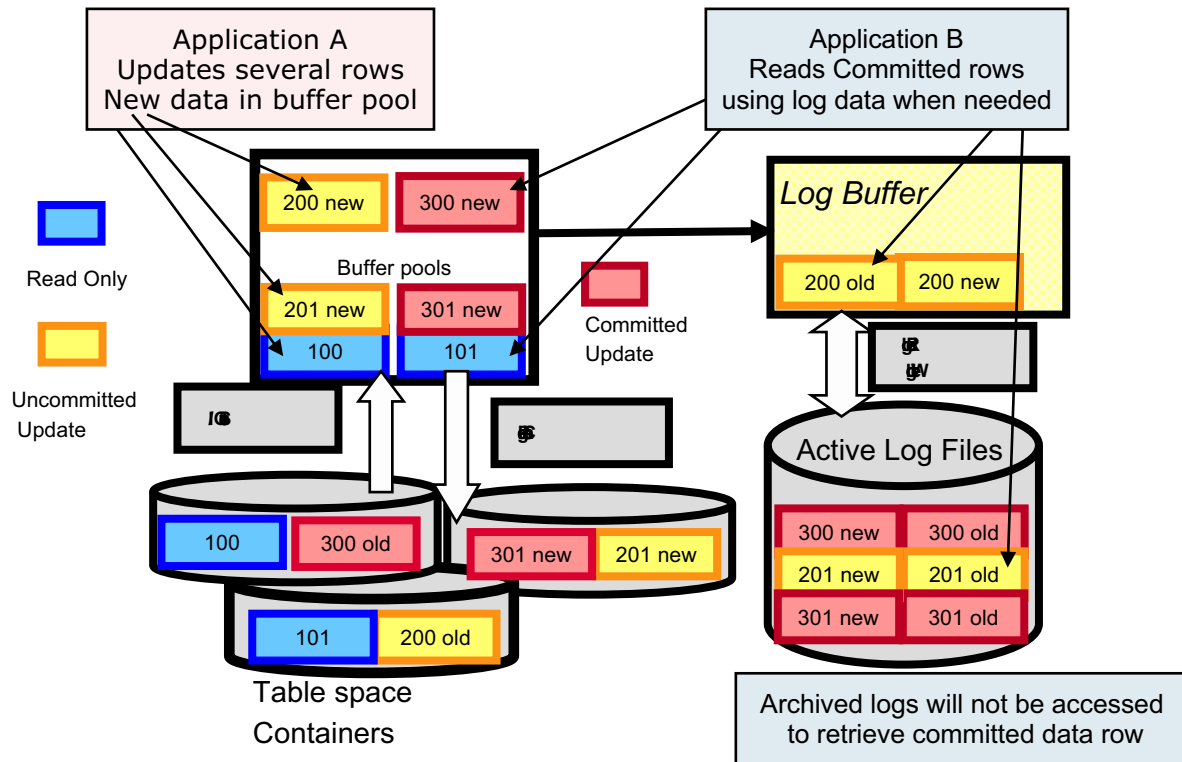 Application A
Updates several rows
New data in buffer pool
Application B
Reads Committed rows
using log data when needed
200 new
300 new
Log Buffer
Read Only
Buffer pools
201 new
301 new
200 old
200 new
Committed
Update
100
101
Uncommitted
Update
Active Log Files
100
300 old
301 new
201 new
300 new
300 old
201 new
201 old
301 new
301 old
101
200 old
Table space
Containers
Archived logs will not be accessed
to retrieve committed data row